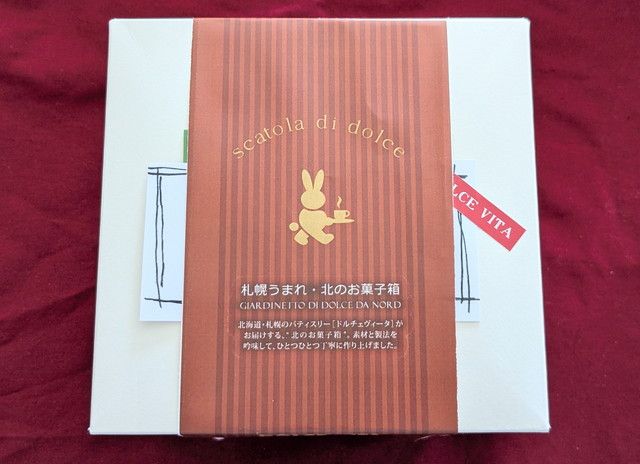 scatola di dolce
LCE VITA
札幌うまれ・北のお菓子箱
GIARDINETTO DI DOLCE DA NORD
北海道・札幌のパティスリー［ドルチェヴィータ］が
お届けする、"北のお菓子箱"。素材と製法を
吟味して、ひとつひとつ丁寧に作り上げました。